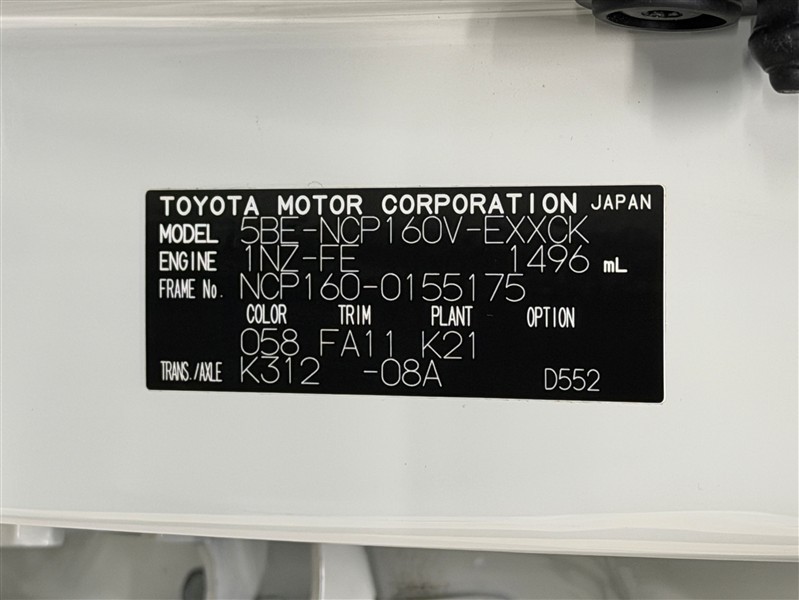 TOYOTA MOTOR CORPORATION JAPAN
MODEL 5BE-NCP160V-EXXCK
ENGINE 1NZ-FE 1496 mL
FRAME No. NCP160-0155175
COLOR TRIM PLANT OPTION
058 FA11 K21
TRANS./AXLE K312 -08A D552